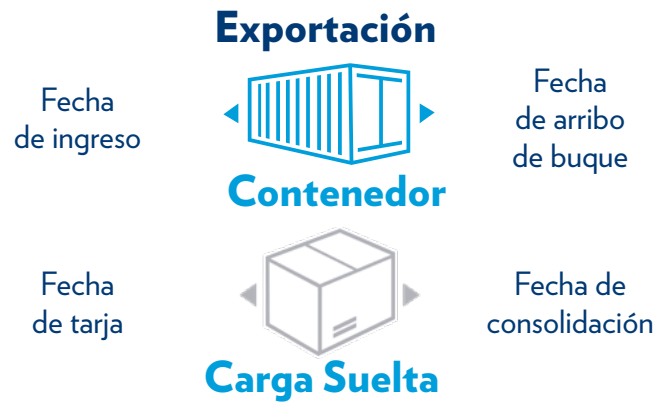 Exportación
Fecha
de ingreso
Fecha
de arribo
de buque
Contenedor
Fecha
de tarja
Fecha de
consolidación
Carga Suelta